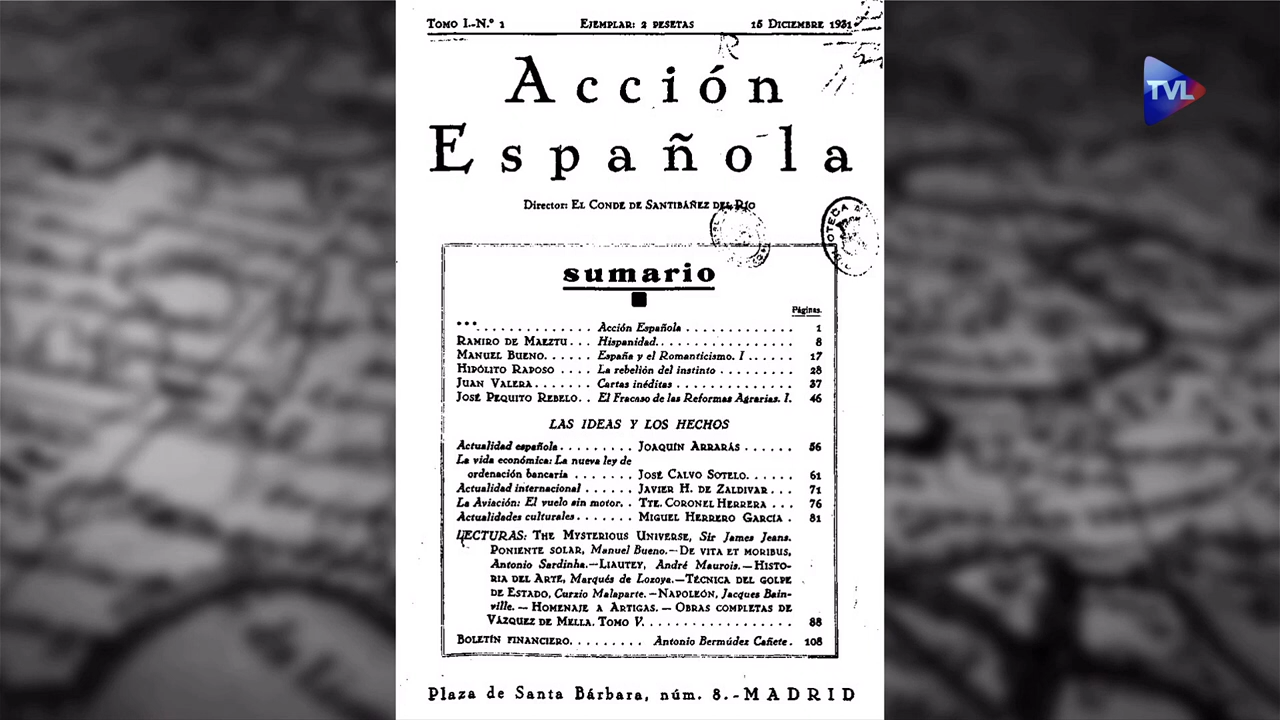 TOMO I.-N.º 1 EJEMPLAR: 2 PESETAS 15 DICIEMBRE 1931
TVL
Acción
Española
Director: EL CONDE DE SANTIBÁÑEZ DEL RÍO
sumario
Páginas.
* * * . . . . . . . . . . . . . Acción Española . . . . . . . . . . . . 1
RAMIRO DE MAEZTU . . . Hispanidad. . . . . . . . . . . . . . . . 8
MANUEL BUENO. . . . . . España y el Romanticismo. I . . . . . . 17
HIPÓLITO RAPOSO . . . . La rebelión del instinto . . . . . . . . . 28
JUAN VALERA . . . . . . . Cartas inéditas . . . . . . . . . . . . . 37
JOSÉ PEQUITO REBELO. . El Fracaso de las Reformas Agrarias. I. 46
LAS IDEAS Y LOS HECHOS
Actualidad española . . . . . . . . . JOAQUÍN ARRARÁS . . . . . . 56
La vida económica: La nueva ley de
ordenación bancaria . . . . . . . JOSÉ CALVO SOTELO. . . . . 61
Actualidad internacional . . . . . . JAVIER H. DE ZALDIVAR . . . 71
La Aviación: El vuelo sin motor. . TTE. CORONEL HERRERA . . . 76
Actualidades culturales. . . . . . . MIGUEL HERRERO GARCÍA . 81
LECTURAS: THE MYSTERIOUS UNIVERSE, Sir James Jeans.
PONIENTE SOLAR, Manuel Bueno.—DE VITA ET MORIBUS,
Antonio Sardinha.—LIAUTEY, André Maurois.—HISTO-
RIA DEL ARTE, Marqués de Lozoya.—TÉCNICA DEL GOLPE
DE ESTADO, Curzio Malaparte.—NAPOLEÓN, Jacques Bain-
ville.—HOMENAJE A ARTIGAS.—OBRAS COMPLETAS DE
VÁZQUEZ DE MELLA. TOMO V. . . . . . . . . . . . . . . . . 88
BOLETÍN FINANCIERO. . . . . . . . . Antonio Bermúdez Cañete . 108
Plaza de Santa Bárbara, núm. 8.-MADRID